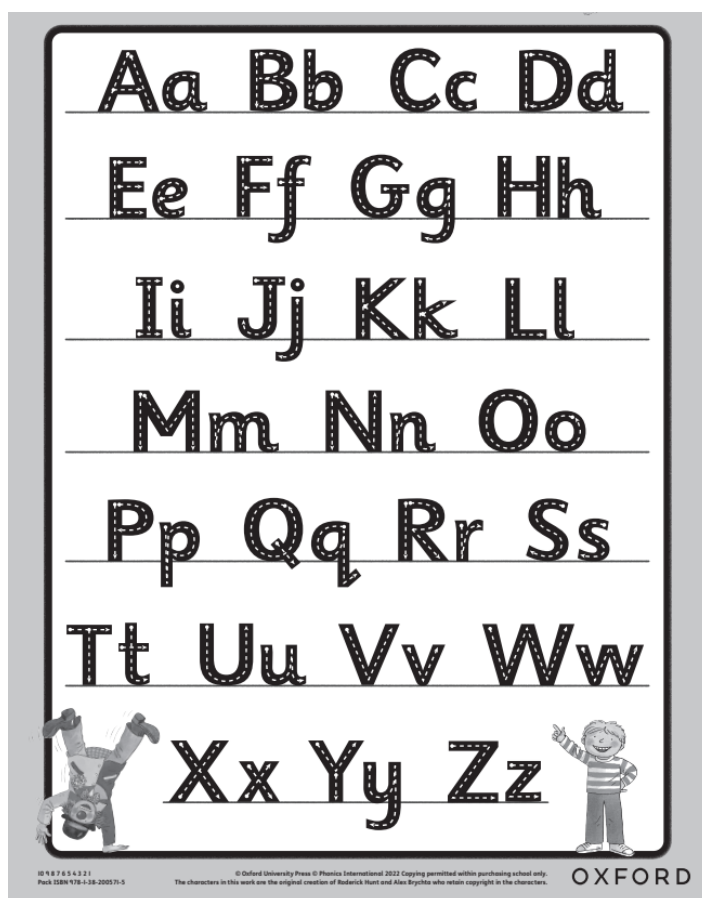 Aa Bb Cc Dd
Ee Ff Gg Hh
Ii Jj Kk Ll
Mm Nn Oo
Pp Qq Rr Ss
Tt Uu Vv Ww
Xx Yy Zz
10 9 8 7 6 5 4 3 2 1
Pack ISBN 978-1-38-200571-5
© Oxford University Press © Phonics International 2022 Copying permitted within purchasing school only.
The characters in this work are the original creation of Roderick Hunt and Alex Brychta who retain copyright in the characters.
OXFORD